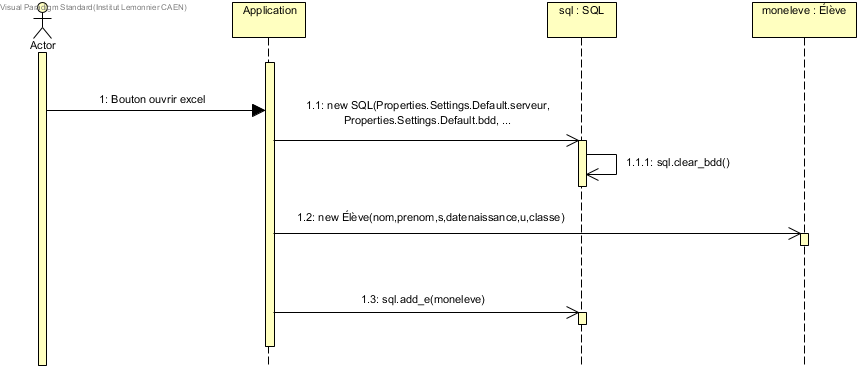 Visual Paradigm Standard(Institut Lemonnier CAEN)
Actor
Application
sql : SQL
moneleve : Élève
1: Bouton ouvrir excel
1.1: new SQL(Properties.Settings.Default.serveur,
Properties.Settings.Default.bdd, ...
1.1.1: sql.clear_bdd()
1.2: new Élève(nom,prenom,s,datenaissance,u,classe)
1.3: sql.add_e(moneleve)